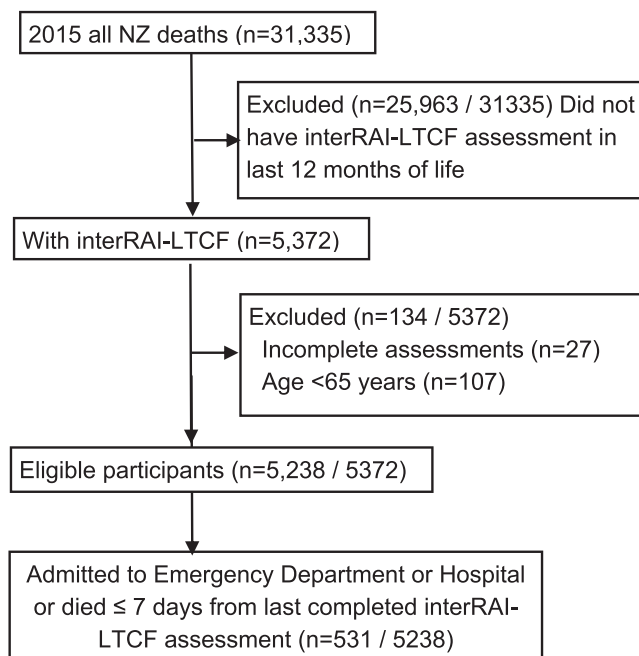 2015 all NZ deaths (n=31,335)
Excluded (n=25,963 / 31335) Did not
have interRAI-LTCF assessment in
last 12 months of life
With interRAI-LTCF (n=5,372)
Excluded (n=134 / 5372)
Incomplete assessments (n=27)
Age <65 years (n=107)
Eligible participants (n=5,238 / 5372)
Admitted to Emergency Department or Hospital
or died ≤ 7 days from last completed interRAI-
LTCF assessment (n=531 / 5238)